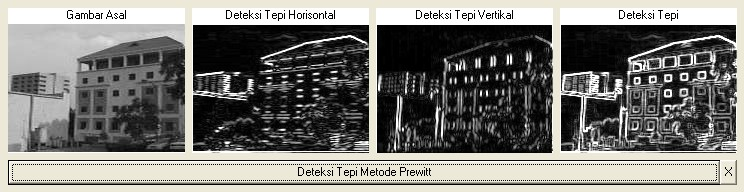 Gambar Asal
Deteksi Tepi Horisontal
Deteksi Tepi Vertikal
Deteksi Tepi
Deteksi Tepi Metode Prewitt
X